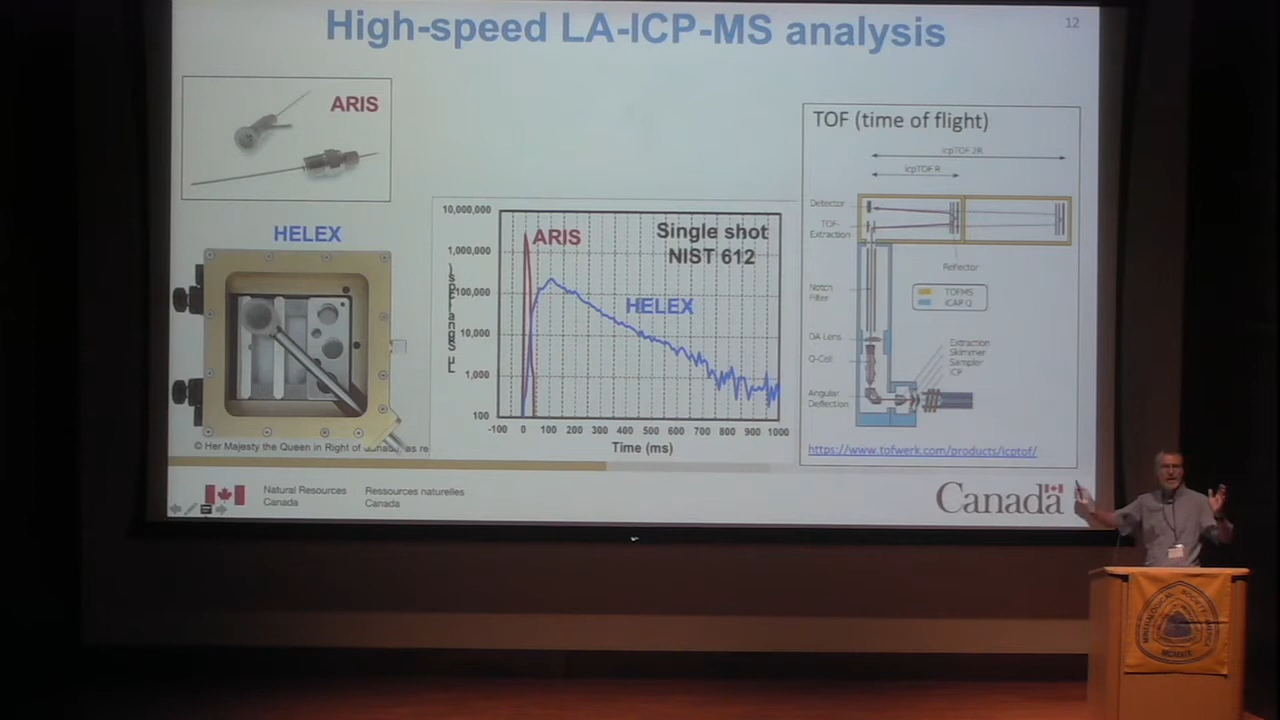 High-speed LA-ICP-MS analysis
12
ARIS
HELEX
© Her Majesty the Queen in Right of Canada, as re
10,000,000
1,000,000
100,000
10,000
1,000
100
ARIS
Single shot
NIST 612
HELEX
-100 0 100 200 300 400 500 600 700 800 900 1000
Time (ms)
TOF (time of flight)
icpTOF 2R
icpTOF R
Detector
TOF-
Extraction
Reflector
Notch
Filter
TOFMS
iCAP Q
DA Lens
Q-Cell
Extraction
Skimmer
Sampler
ICP
Angular
Deflection
https://www.tofwerk.com/products/icptof/
Natural Resources
Canada
Ressources naturelles
Canada
Canada
MINERALOGICAL SOCIETY